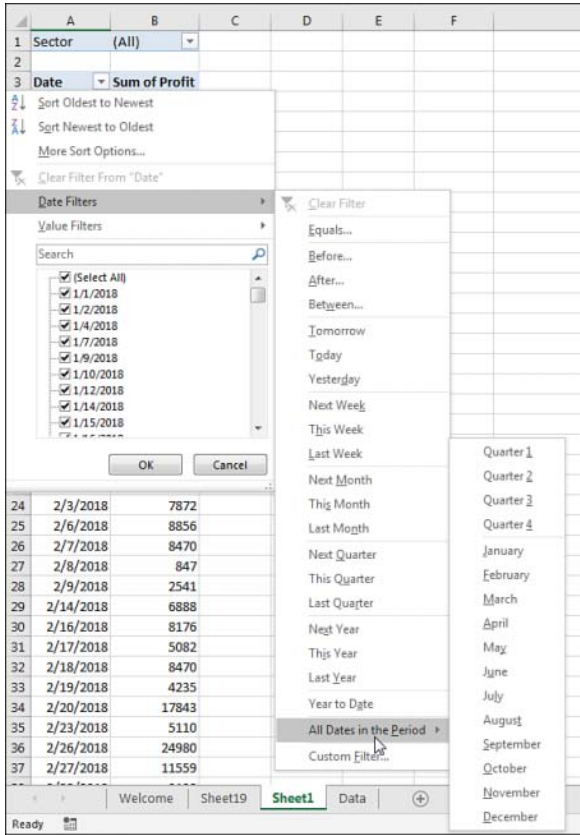 A B C D E F
1 Sector (All)
2
3 Date Sum of Profit
Sort Oldest to Newest
Sort Newest to Oldest
More Sort Options...
Clear Filter From "Date"
Date Filters
Value Filters
Search
(Select All)
1/1/2018
1/2/2018
1/4/2018
1/7/2018
1/9/2018
1/10/2018
1/12/2018
1/14/2018
1/15/2018
OK Cancel
Clear Filter
Equals...
Before...
After...
Between...
Tomorrow
Today
Yesterday
Next Week
This Week
Last Week
Next Month
This Month
Last Month
Next Quarter
This Quarter
Last Quarter
Next Year
This Year
Last Year
Year to Date
All Dates in the Period
Custom Filter...
Quarter 1
Quarter 2
Quarter 3
Quarter 4
January
February
March
April
May
June
July
August
September
October
November
December
24 2/3/2018 7872
25 2/6/2018 8856
26 2/7/2018 8470
27 2/8/2018 847
28 2/9/2018 2541
29 2/14/2018 6888
30 2/16/2018 8176
31 2/17/2018 5082
32 2/18/2018 8470
33 2/19/2018 4235
34 2/20/2018 17843
35 2/23/2018 5110
36 2/26/2018 24980
37 2/27/2018 11559
Welcome Sheet19 Sheet1 Data
Ready